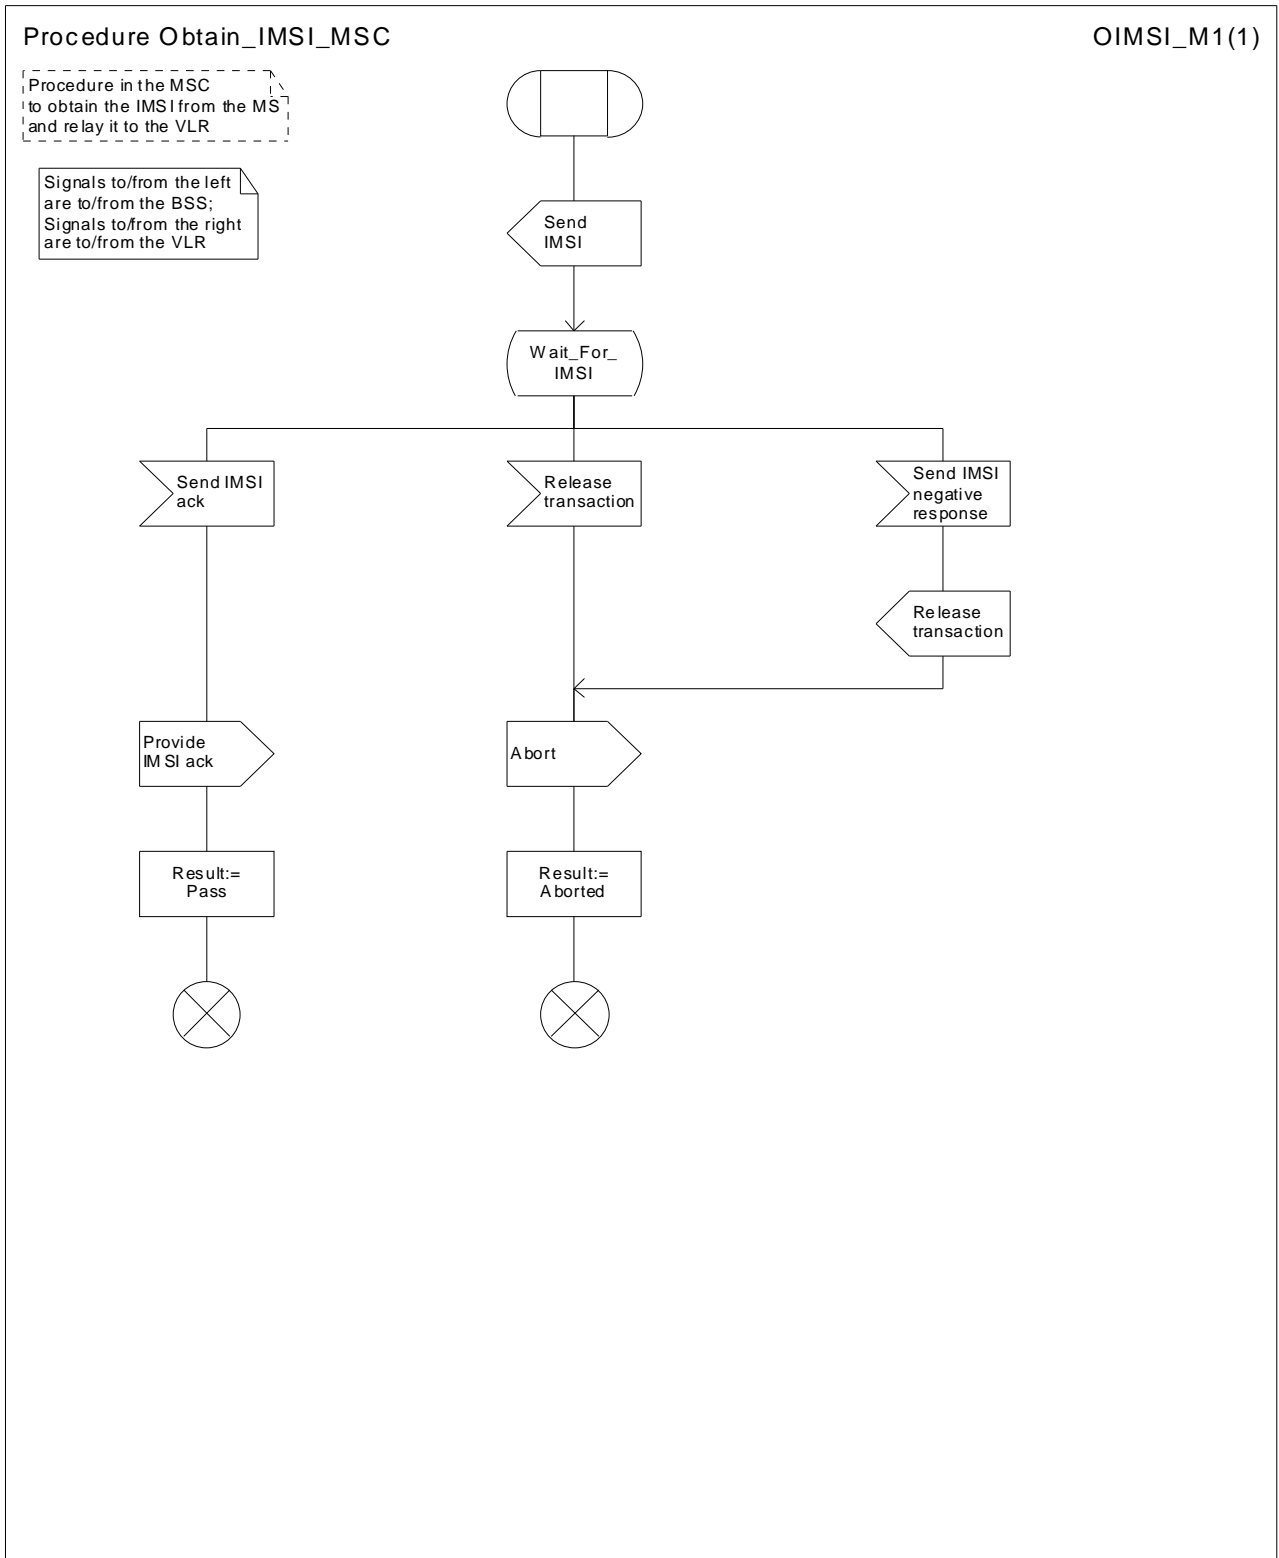 Procedure Obtain_IMSI_MSC
OIMSI_M1(1)
Procedure in the MSC
to obtain the IMSI from the MS
and relay it to the VLR
Signals to/from the left
are to/from the BSS;
Signals to/from the right
are to/from the VLR
Send
IMSI
Wait_For_
IMSI
Send IMSI
ack
Release
transaction
Send IMSI
negative
response
Release
transaction
Provide
IMSI ack
Abort
Result:=
Pass
Result:=
Aborted